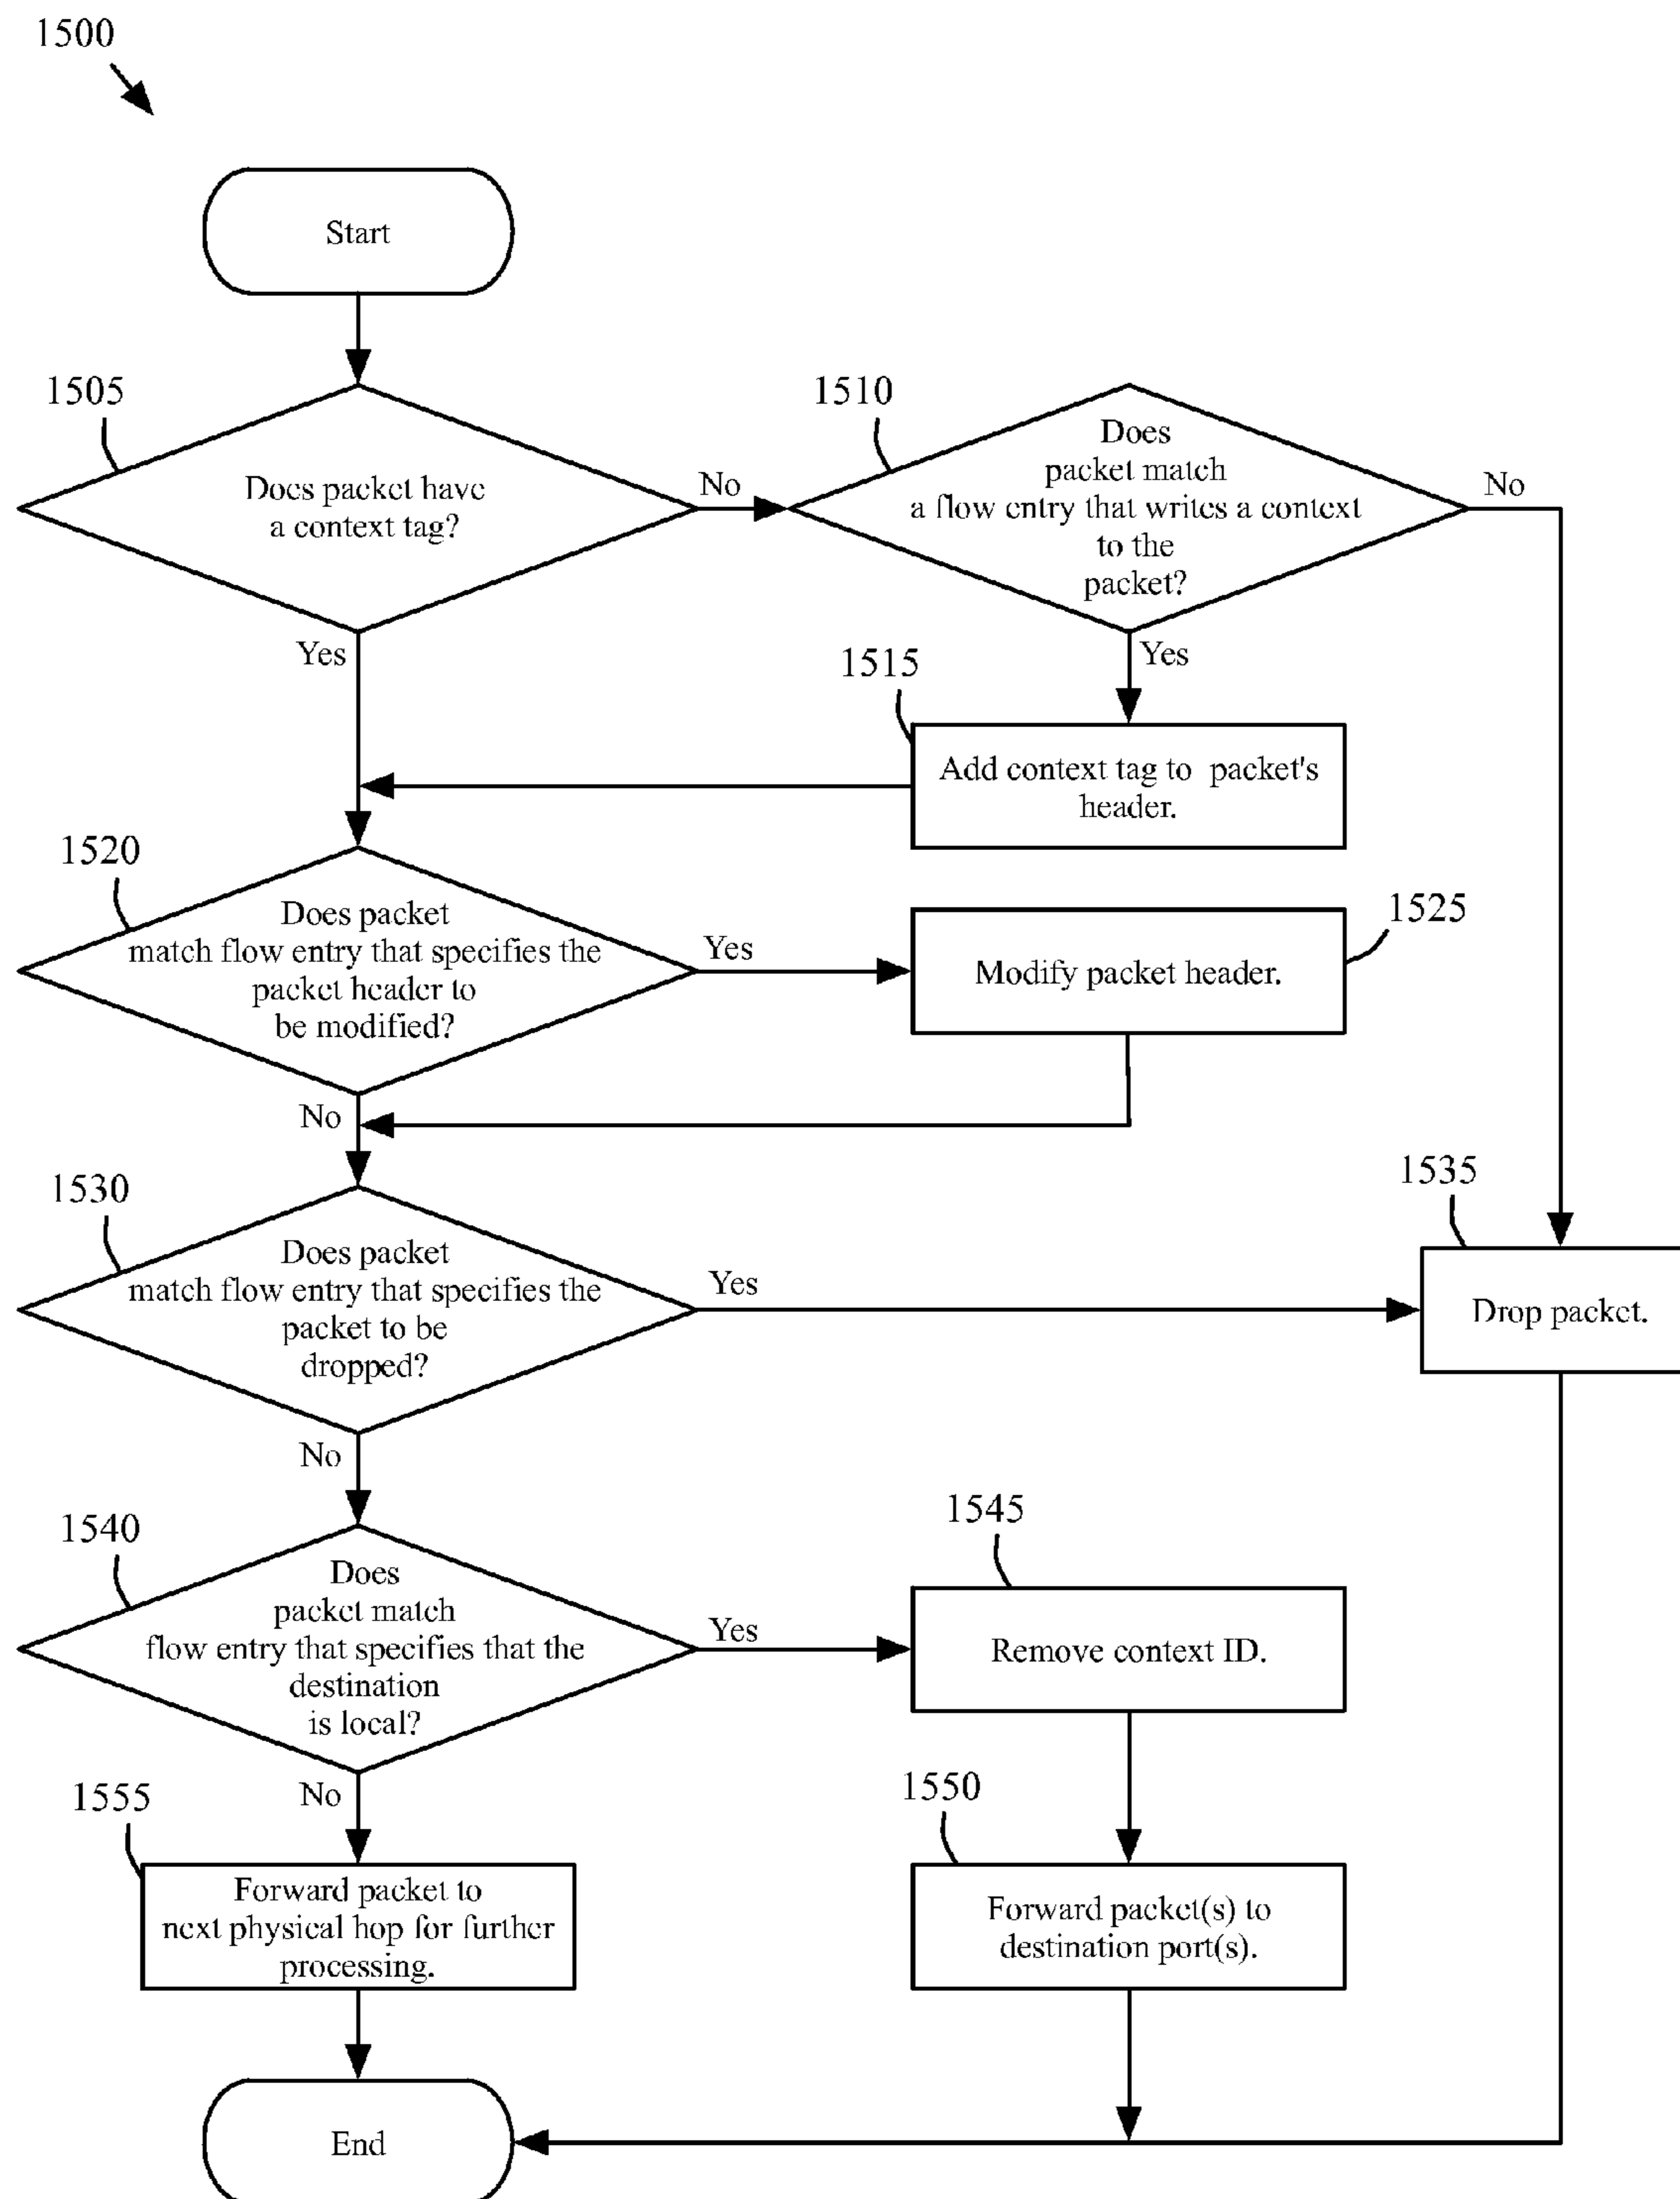 1500
Start
1505
Does packet have
a context tag?
No
1510
Does
packet match
a flow entry that writes a context
to the
packet?
No
Yes
Yes
1515
Add context tag to packet's
header.
1520
Does packet
match flow entry that specifies the
packet header to
be modified?
Yes
1525
Modify packet header.
No
1530
Does packet
match flow entry that specifies the
packet to be
dropped?
Yes
1535
Drop packet.
No
1540
Does
packet match
flow entry that specifies that the
destination
is local?
Yes
1545
Remove context ID.
No
1555
Forward packet to
next physical hop for further
processing.
1550
Forward packet(s) to
destination port(s).
End